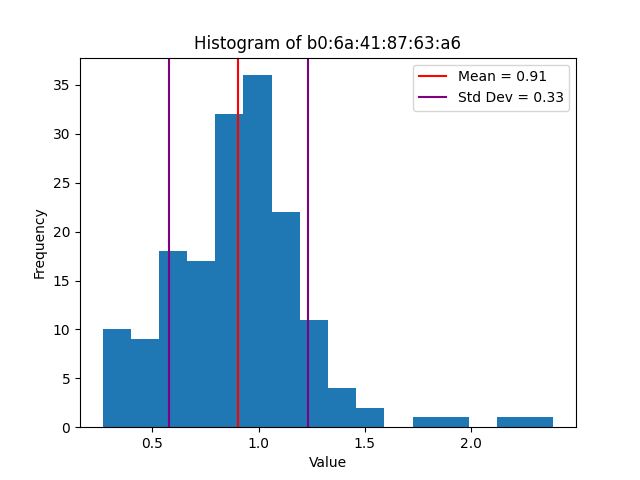 Histogram of b0:6a:41:87:63:a6
Mean = 0.91
Std Dev = 0.33
35
30
25
20
15
10
5
0
Frequency
0.5 1.0 1.5 2.0
Value